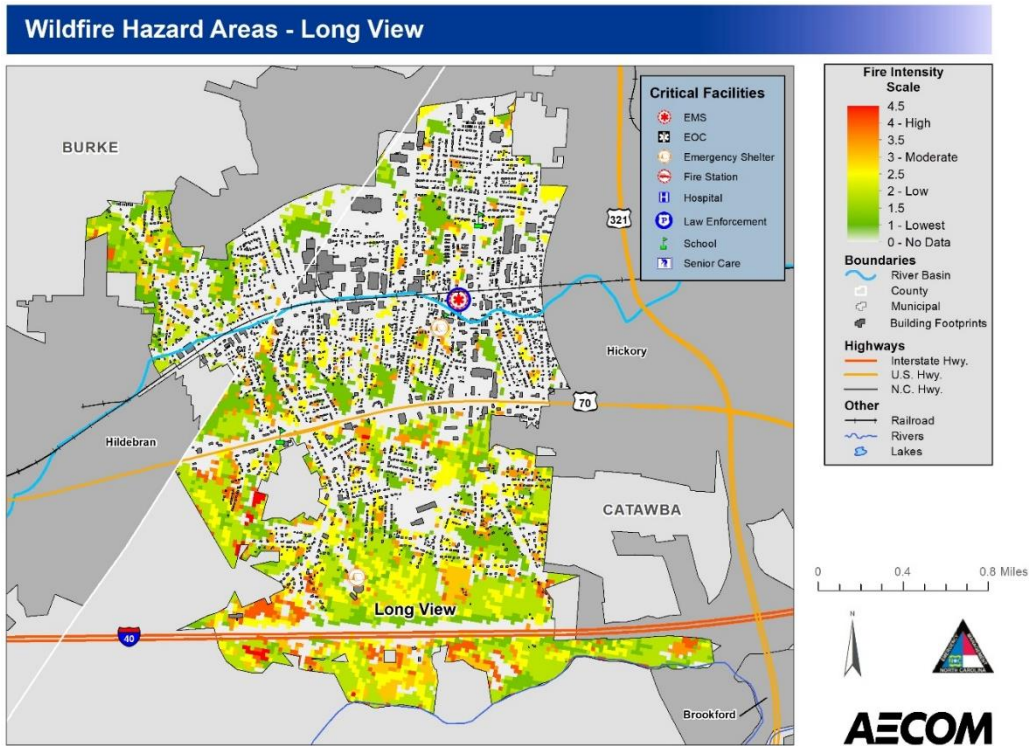 Wildfire Hazard Areas - Long View
BURKE
Critical Facilities
EMS
EOC
Emergency Shelter
Fire Station
Hospital
Law Enforcement
School
Senior Care
321
Hickory
70
Hildebran
CATAWBA
Long View
40
Brookford
Fire Intensity
Scale
4.5
4 - High
3.5
3 - Moderate
2.5
2 - Low
1.5
1 - Lowest
0 - No Data
Boundaries
River Basin
County
Municipal
Building Footprints
Highways
Interstate Hwy.
U.S. Hwy.
N.C. Hwy.
Other
Railroad
Rivers
Lakes
0 0.4 0.8 Miles
N
NORTH CAROLINA
AECOM